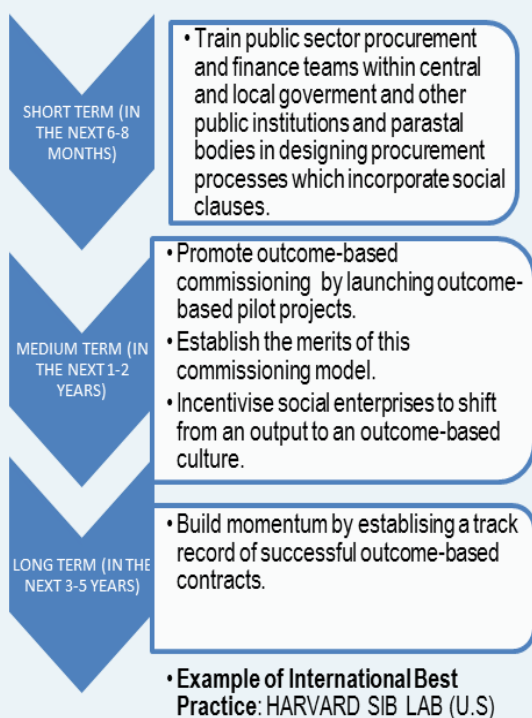 SHORT TERM (IN
THE NEXT 6-8
MONTHS)
• Train public sector procurement
and finance teams within central
and local goverment and other
public institutions and parastal
bodies in designing procurement
processes which incorporate social
clauses.
MEDIUM TERM (IN
THE NEXT 1-2
YEARS)
• Promote outcome-based
commissioning by launching outcome-
based pilot projects.
• Establish the merits of this
commissioning model.
• Incentivise social enterprises to shift
from an output to an outcome-based
culture.
LONG TERM (IN THE
NEXT 3-5 YEARS)
• Build momentum by establising a track
record of successful outcome-based
contracts.
• Example of International Best
Practice: HARVARD SIB LAB (U.S)